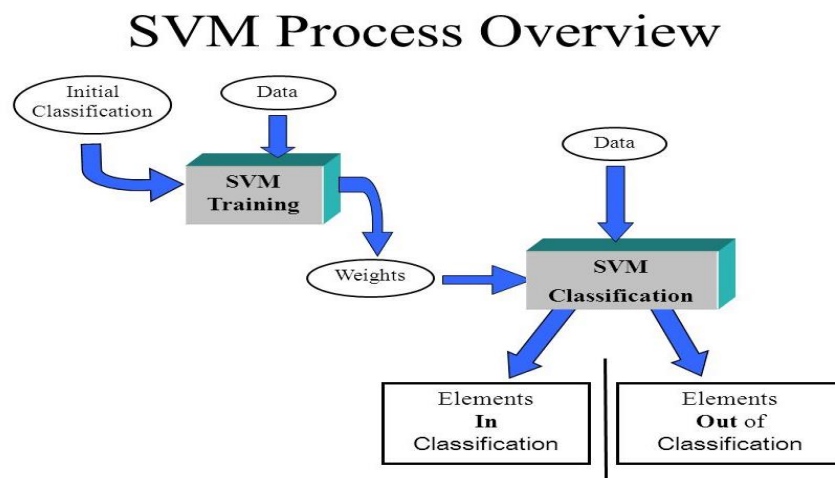 SVM Process Overview
Initial
Classification
Data
SVM
Training
Weights
Data
SVM
Classification
Elements
In
Classification
Elements
Out of
Classification